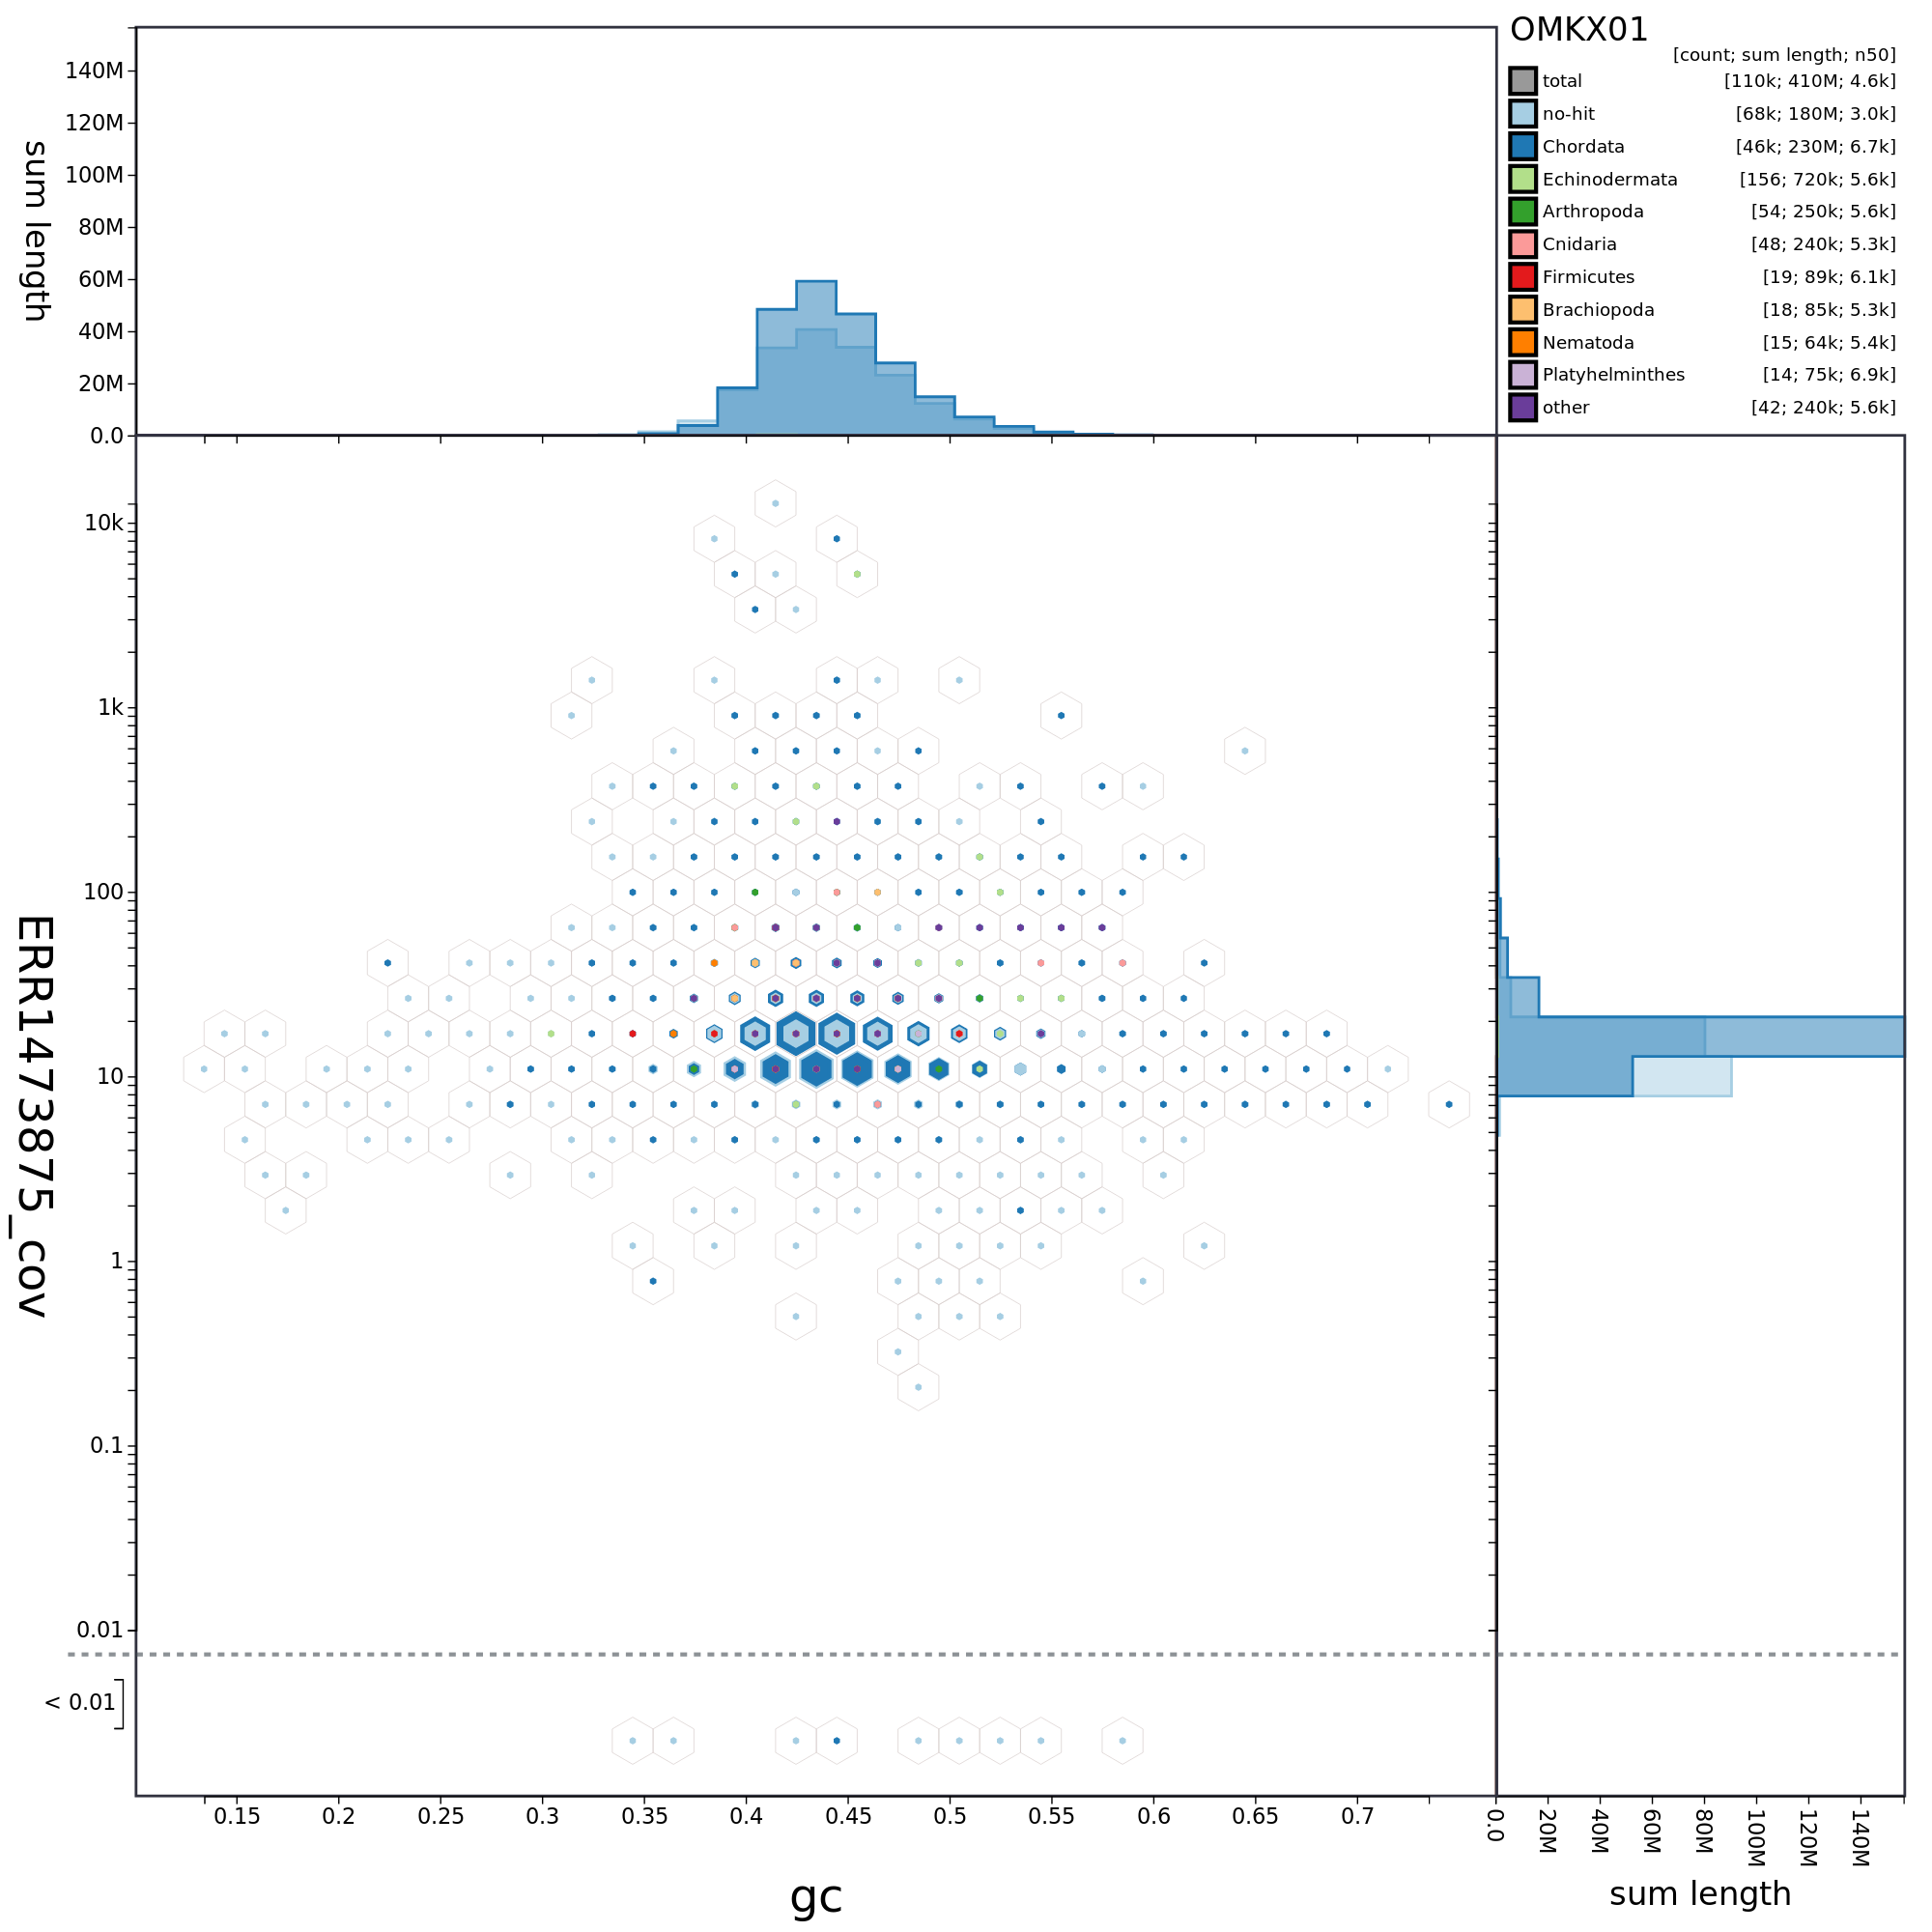 OMKX01
[count; sum length; n50]
total [110k; 410M; 4.6k]
no-hit [68k; 180M; 3.0k]
Chordata [46k; 230M; 6.7k]
Echinodermata [156; 720k; 5.6k]
Arthropoda [54; 250k; 5.6k]
Cnidaria [48; 240k; 5.3k]
Firmicutes [19; 89k; 6.1k]
Brachiopoda [18; 85k; 5.3k]
Nematoda [15; 64k; 5.4k]
Platyhelminthes [14; 75k; 6.9k]
other [42; 240k; 5.6k]
sum length
140M
120M
100M
80M
60M
40M
20M
0.0
ERR1473875_cov
10k
1k
100
10
1
0.1
0.01
< 0.01
0.15 0.2 0.25 0.3 0.35 0.4 0.45 0.5 0.55 0.6 0.65 0.7
gc
0.0 20M 40M 60M 80M 100M 120M 140M
sum length